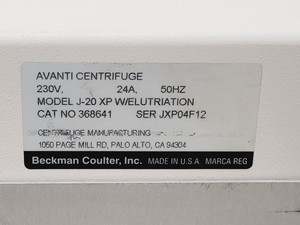 AVANTI CENTRIFUGE
230V, 24A, 50HZ
MODEL J-20 XP W/ELUTRIATION
CAT NO 368641 SER JXP04F12
CENTRIFUGE MANUFACTURING
1050 PAGE MILL RD, PALO ALTO, CA 94304
Beckman Coulter, Inc. MADE IN U.S.A. MARCA REG